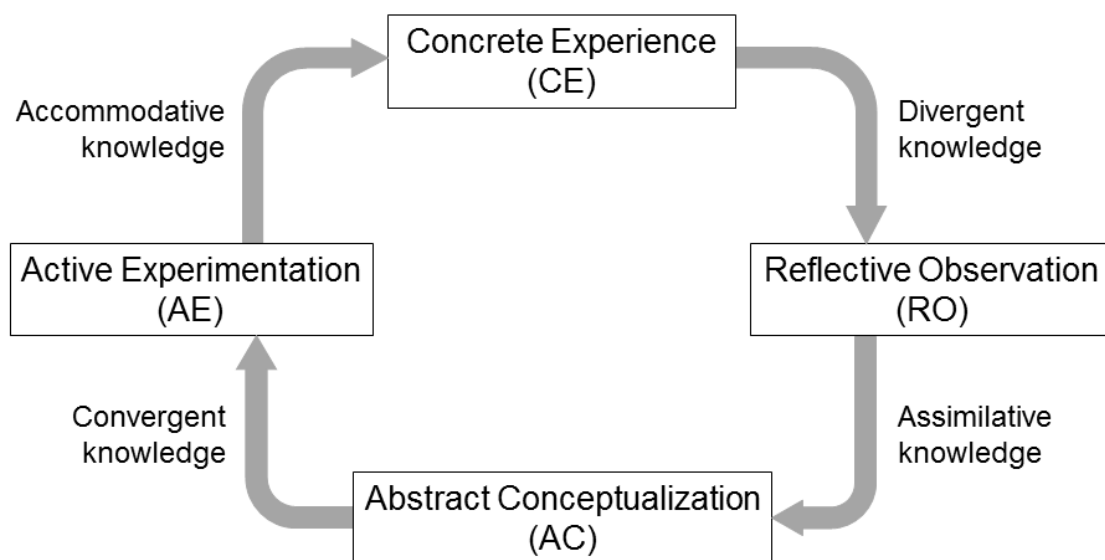 Concrete Experience
(CE)
Accommodative
knowledge
Divergent
knowledge
Active Experimentation
(AE)
Reflective Observation
(RO)
Convergent
knowledge
Assimilative
knowledge
Abstract Conceptualization
(AC)